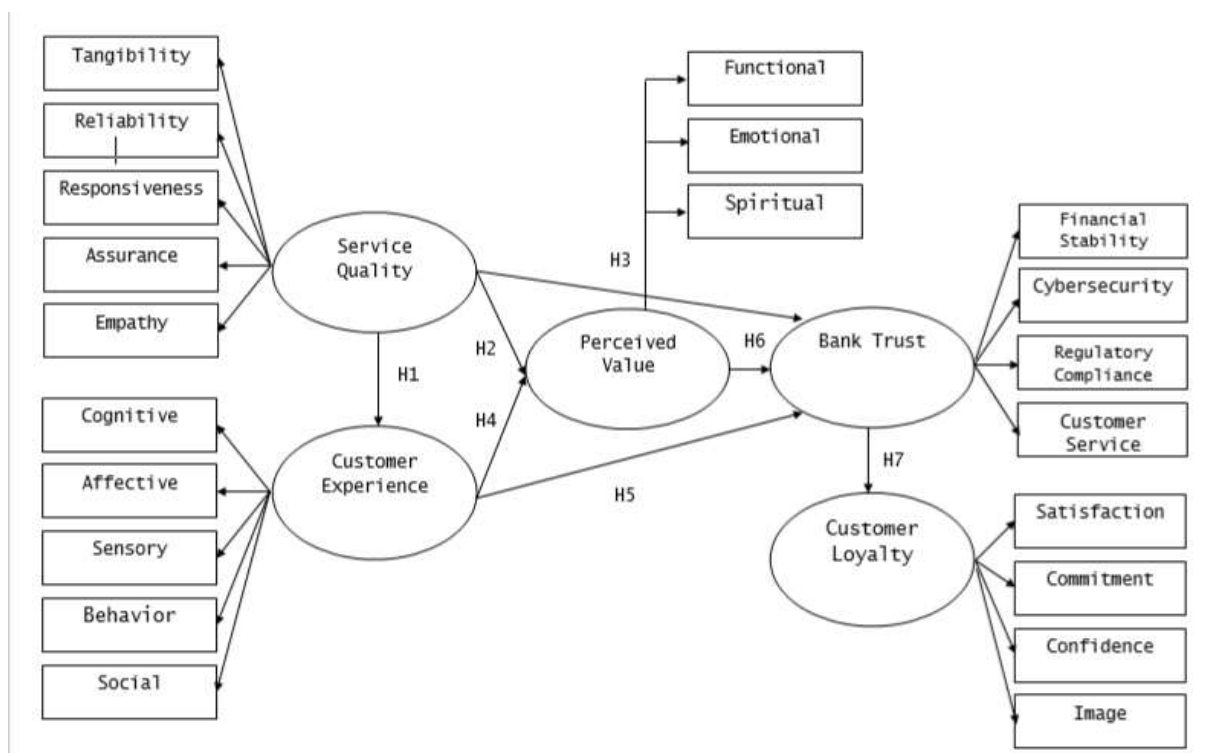 Tangibility
Reliability
Responsiveness
Assurance
Empathy
Cognitive
Affective
Sensory
Behavior
Social
Service
Quality
H1
Customer
Experience
H2
H4
Functional
Emotional
Spiritual
H3
Perceived
Value
H5
H6
Bank Trust
H7
Customer
Loyalty
Financial
Stability
Cybersecurity
Regulatory
Compliance
Customer
Service
Satisfaction
Commitment
Confidence
Image